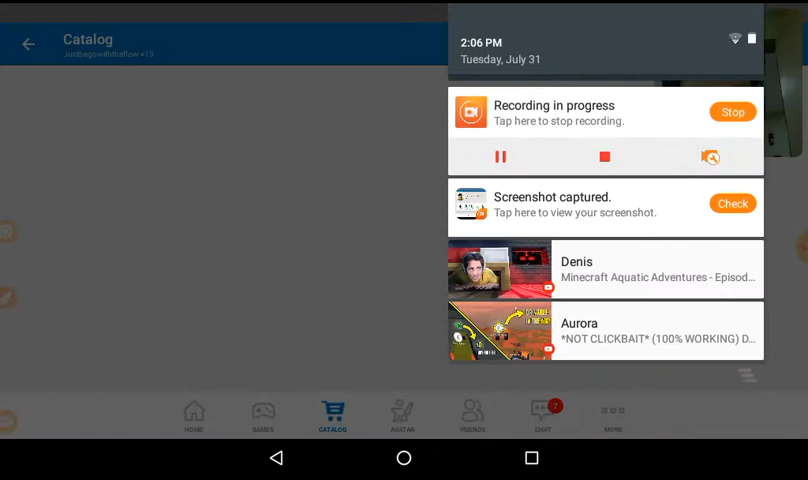 Catalog
Justbegowiththeflow <13
2:06 PM
Tuesday, July 31
Recording in progress
Tap here to stop recording.
Stop
Screenshot captured.
Tap here to view your screenshot.
Check
Denis
Minecraft Aquatic Adventures - Episod...
Aurora
*NOT CLICKBAIT* (100% WORKING) D...
HOME
GAMES
CATALOG
AVATAR
FRIENDS
7
CHAT
MORE